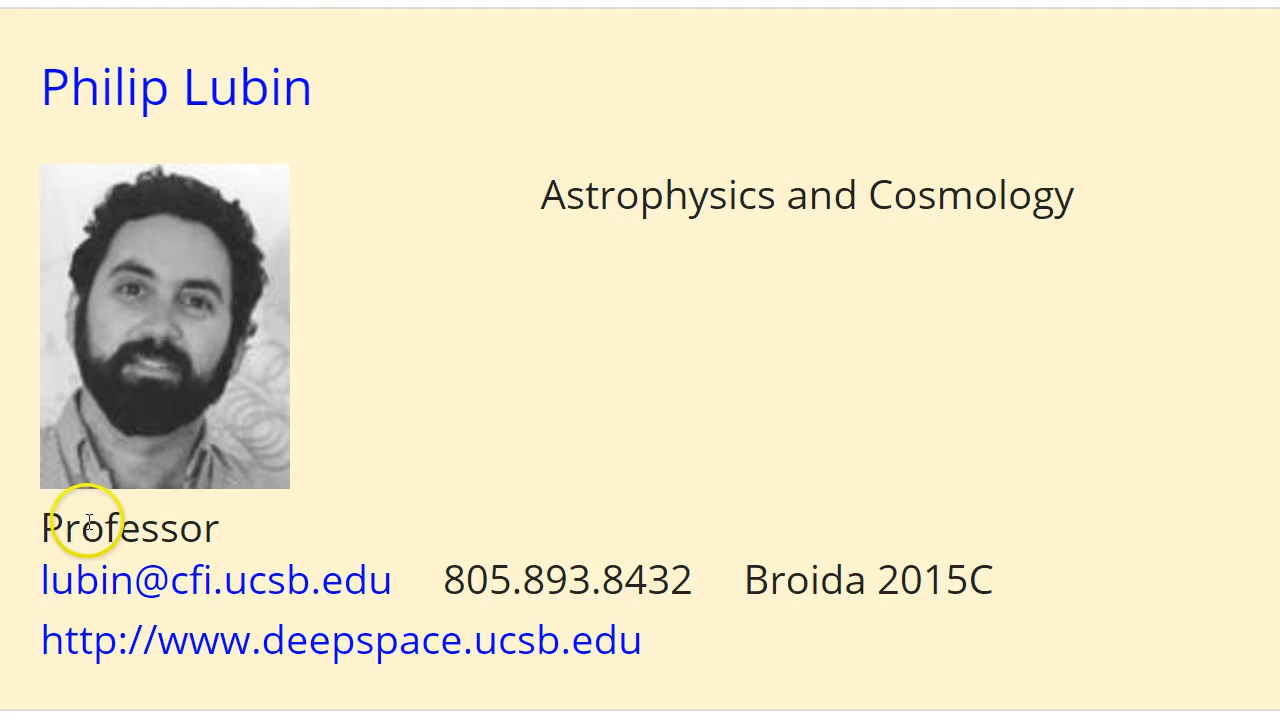 Philip Lubin
Astrophysics and Cosmology
Professor
lubin@cfi.ucsb.edu 805.893.8432 Broida 2015C
http://www.deepspace.ucsb.edu